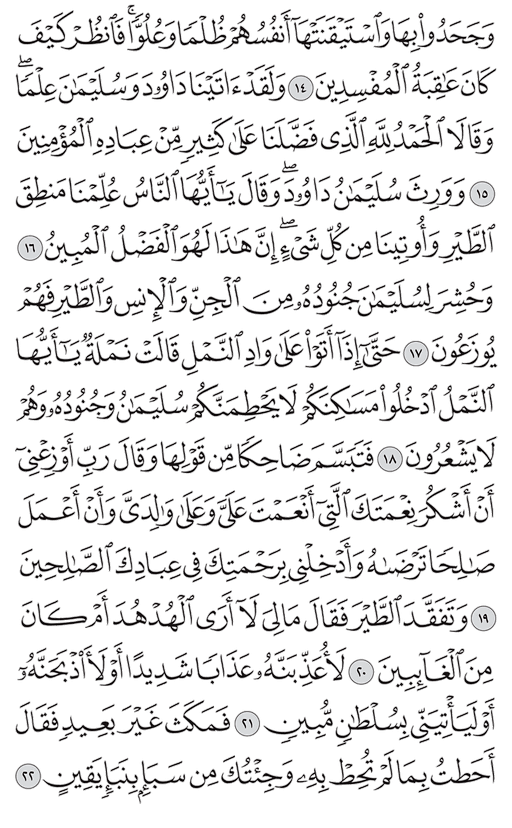 وَجَحَدُوا۟ بِهَا وَٱسْتَيْقَنَتْهَآ أَنفُسُهُمْ ظُلْمًا وَعُلُوًّا ۚ فَٱنظُرْ كَيْفَ
كَانَ عَـٰقِبَةُ ٱلْمُفْسِدِينَ ١٤ وَلَقَدْ ءَاتَيْنَا دَاوُۥدَ وَسُلَيْمَـٰنَ عِلْمًا ۖ
وَقَالَا ٱلْحَمْدُ لِلَّهِ ٱلَّذِى فَضَّلَنَا عَلَىٰ كَثِيرٍ مِّنْ عِبَادِهِ ٱلْمُؤْمِنِينَ
١٥ وَوَرِثَ سُلَيْمَـٰنُ دَاوُۥدَ ۖ وَقَالَ يَـٰٓأَيُّهَا ٱلنَّاسُ عُلِّمْنَا مَنطِقَ
ٱلطَّيْرِ وَأُوتِينَا مِن كُلِّ شَىْءٍ ۖ إِنَّ هَـٰذَا لَهُوَ ٱلْفَضْلُ ٱلْمُبِينُ ١٦
وَحُشِرَ لِسُلَيْمَـٰنَ جُنُودُهُۥ مِنَ ٱلْجِنِّ وَٱلْإِنسِ وَٱلطَّيْرِ فَهُمْ
يُوزَعُونَ ١٧ حَتَّىٰٓ إِذَآ أَتَوْا۟ عَلَىٰ وَادِ ٱلنَّمْلِ قَالَتْ نَمْلَةٌ يَـٰٓأَيُّهَا
ٱلنَّمْلُ ٱدْخُلُوا۟ مَسَـٰكِنَكُمْ لَا يَحْطِمَنَّكُمْ سُلَيْمَـٰنُ وَجُنُودُهُۥ وَهُمْ
لَا يَشْعُرُونَ ١٨ فَتَبَسَّمَ ضَاحِكًا مِّن قَوْلِهَا وَقَالَ رَبِّ أَوْزِعْنِىٓ
أَنْ أَشْكُرَ نِعْمَتَكَ ٱلَّتِىٓ أَنْعَمْتَ عَلَىَّ وَعَلَىٰ وَٰلِدَىَّ وَأَنْ أَعْمَلَ
صَـٰلِحًا تَرْضَىٰهُ وَأَدْخِلْنِى بِرَحْمَتِكَ فِى عِبَادِكَ ٱلصَّـٰلِحِينَ
١٩ وَتَفَقَّدَ ٱلطَّيْرَ فَقَالَ مَالِىَ لَآ أَرَى ٱلْهُدْهُدَ أَمْ كَانَ
مِنَ ٱلْغَآئِبِينَ ٢٠ لَأُعَذِّبَنَّهُۥ عَذَابًا شَدِيدًا أَوْ لَأَا۟ذْبَحَنَّهُۥٓ
أَوْ لَيَأْتِيَنِّى بِسُلْطَـٰنٍ مُّبِينٍ ٢١ فَمَكَثَ غَيْرَ بَعِيدٍ فَقَالَ
أَحَطتُ بِمَا لَمْ تُحِطْ بِهِۦ وَجِئْتُكَ مِن سَبَإٍ بِنَبَإٍ يَقِينٍ ٢٢